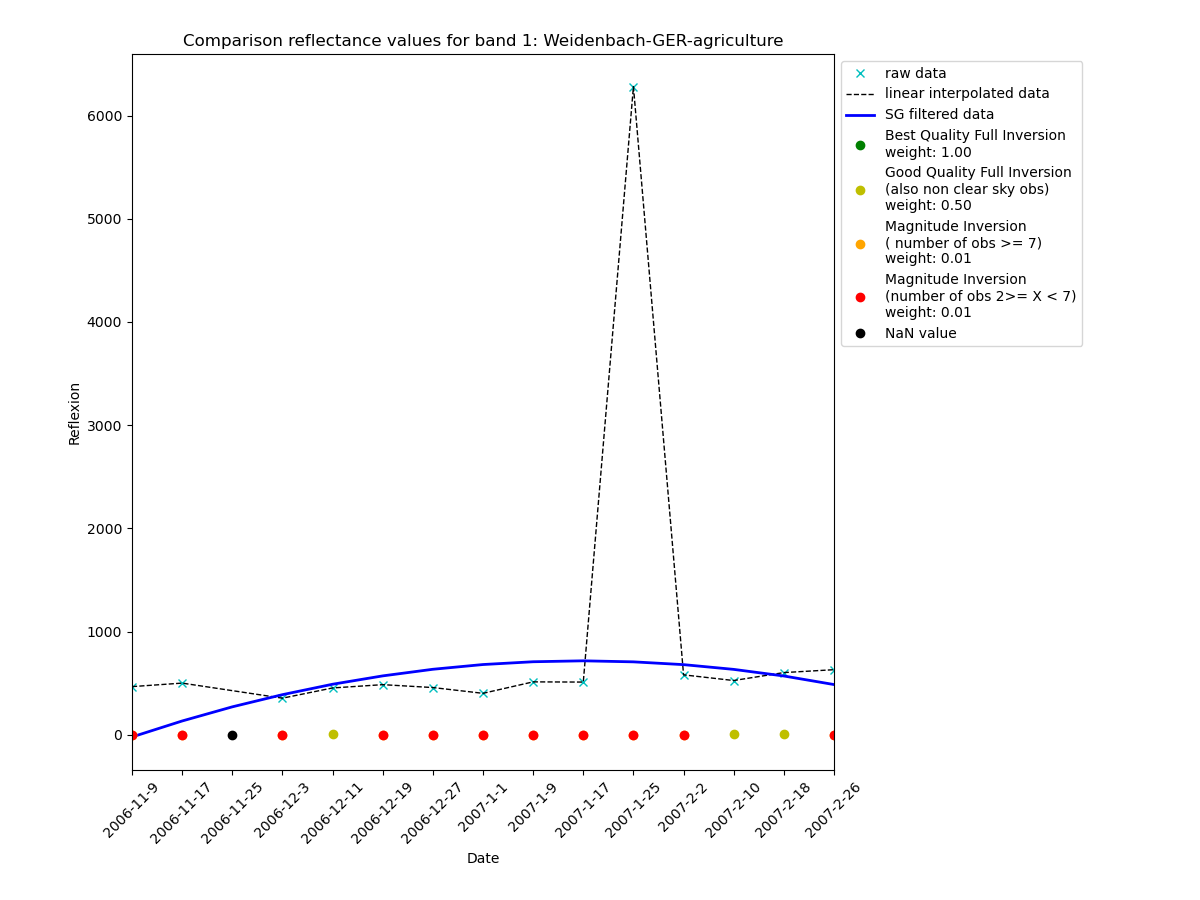 Comparison reflectance values for band 1: Weidenbach-GER-agriculture
raw data
linear interpolated data
SG filtered data
Best Quality Full Inversion
weight: 1.00
Good Quality Full Inversion
(also non clear sky obs)
weight: 0.50
Magnitude Inversion
( number of obs >= 7)
weight: 0.01
Magnitude Inversion
(number of obs 2>= X < 7)
weight: 0.01
NaN value
Reflexion
6000
5000
4000
3000
2000
1000
0
2006-11-9
2006-11-17
2006-11-25
2006-12-3
2006-12-11
2006-12-19
2006-12-27
2007-1-1
2007-1-9
2007-1-17
2007-1-25
2007-2-2
2007-2-10
2007-2-18
2007-2-26
Date